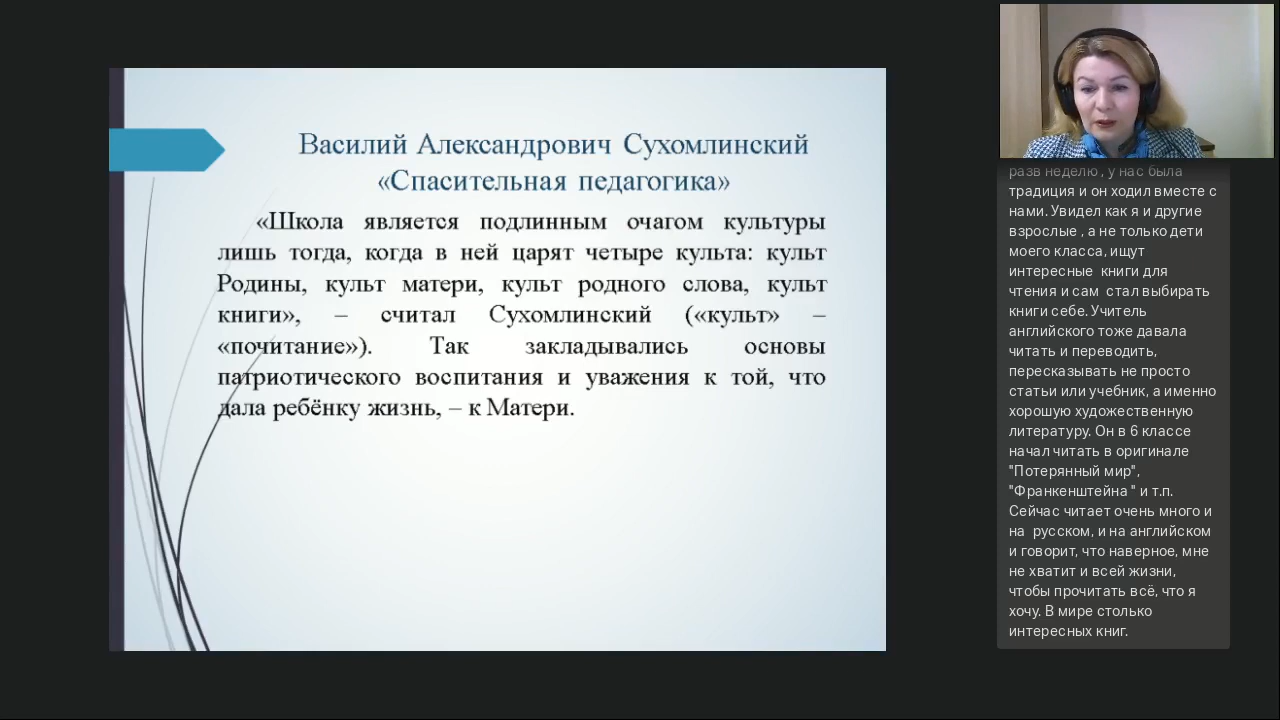 Василий Александрович Сухомлинский
«Спасительная педагогика»
«Школа является подлинным очагом культуры
лишь тогда, когда в ней царят четыре культа: культ
Родины, культ матери, культ родного слова, культ
книги», – считал Сухомлинский («культ» –
«почитание»). Так закладывались основы
патриотического воспитания и уважения к той, что
дала ребёнку жизнь, – к Матери.
разв неделю , у нас была
традиция и он ходил вместе с
нами. Увидел как я и другие
взрослые , а не только дети
моего класса, ищут
интересные книги для
чтения и сам стал выбирать
книги себе. Учитель
английского тоже давала
читать и переводить,
пересказывать не просто
статьи или учебник, а именно
хорошую художественную
литературу. Он в 6 классе
начал читать в оригинале
"Потерянный мир",
"Франкенштейна " и т.п.
Сейчас читает очень много и
на русском, и на английском
и говорит, что наверное, мне
не хватит и всей жизни,
чтобы прочитать всё, что я
хочу. В мире столько
интересных книг.